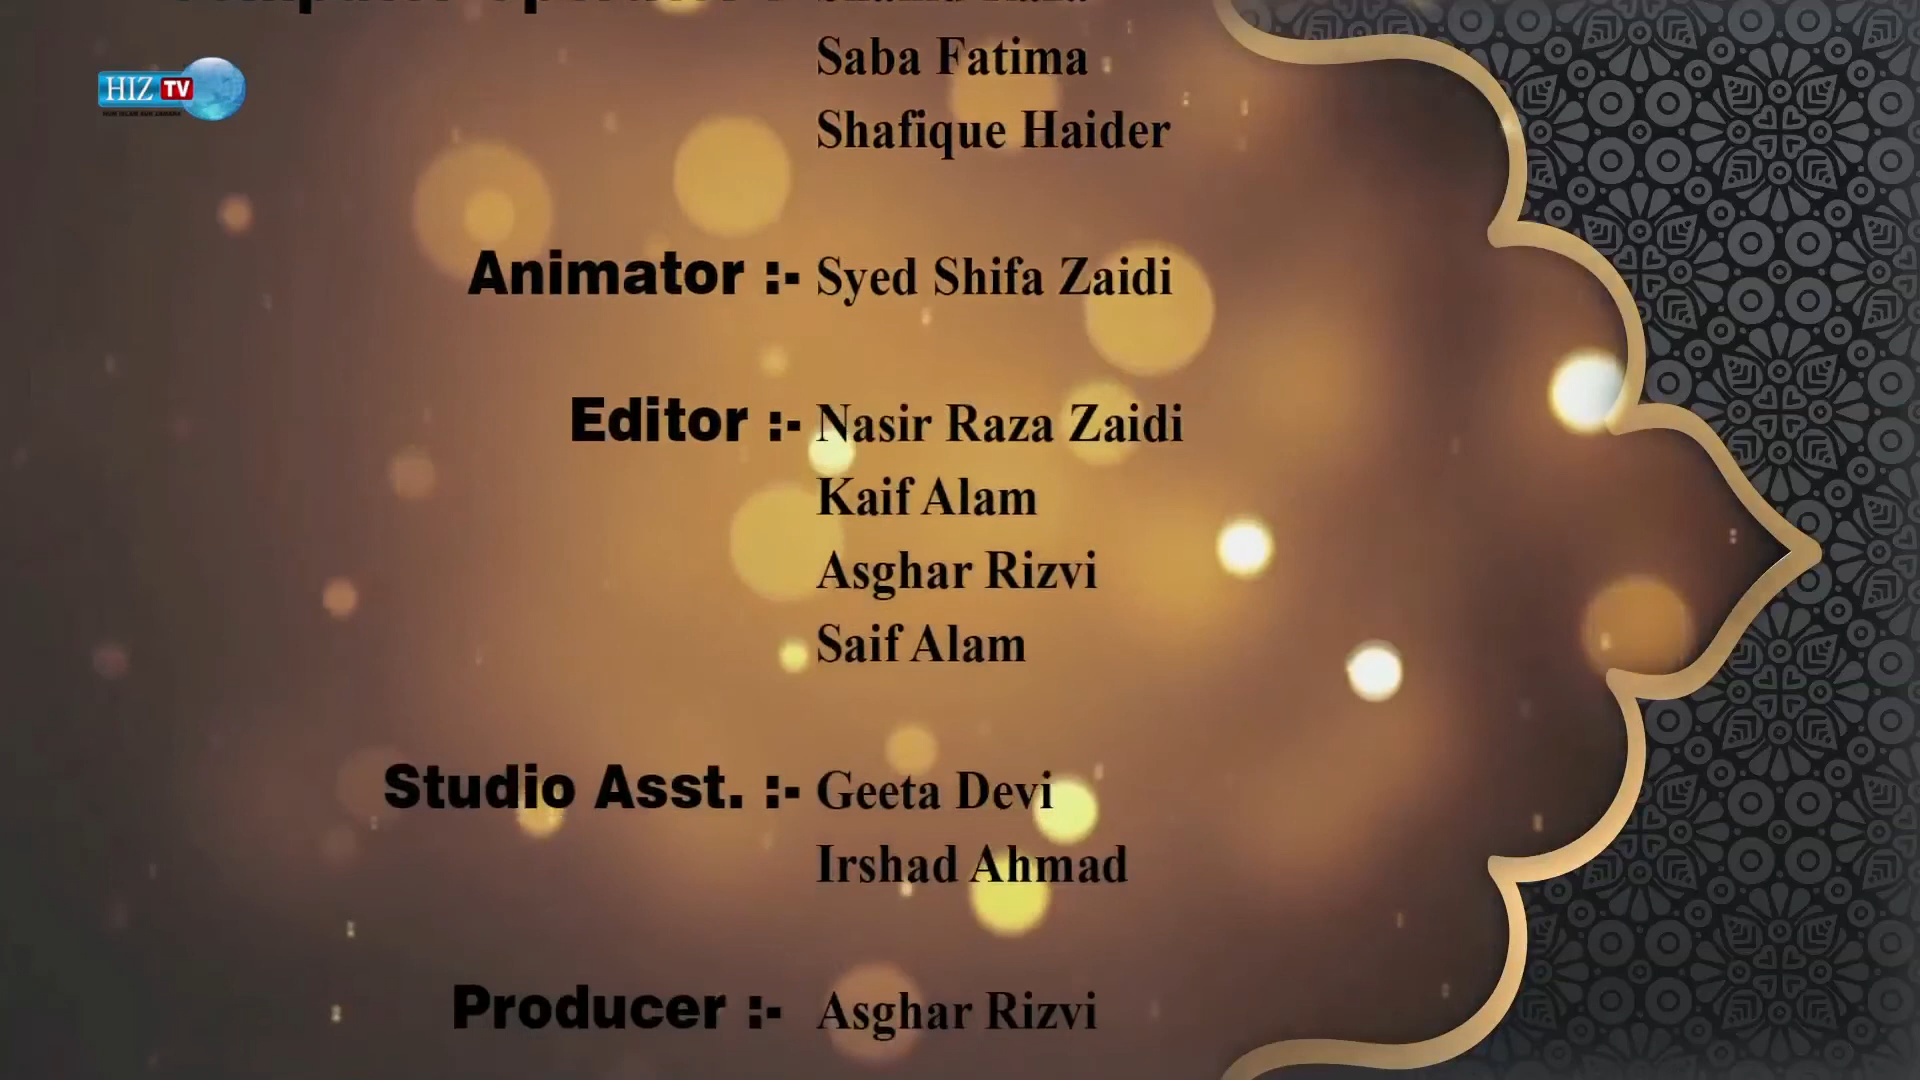 Saba Fatima
HIZ TV
Shafique Haider
Animator :- Syed Shifa Zaidi
Editor :- Nasir Raza Zaidi
Kaif Alam
Asghar Rizvi
Saif Alam
Studio Asst. :- Geeta Devi
Irshad Ahmad
Producer :- Asghar Rizvi